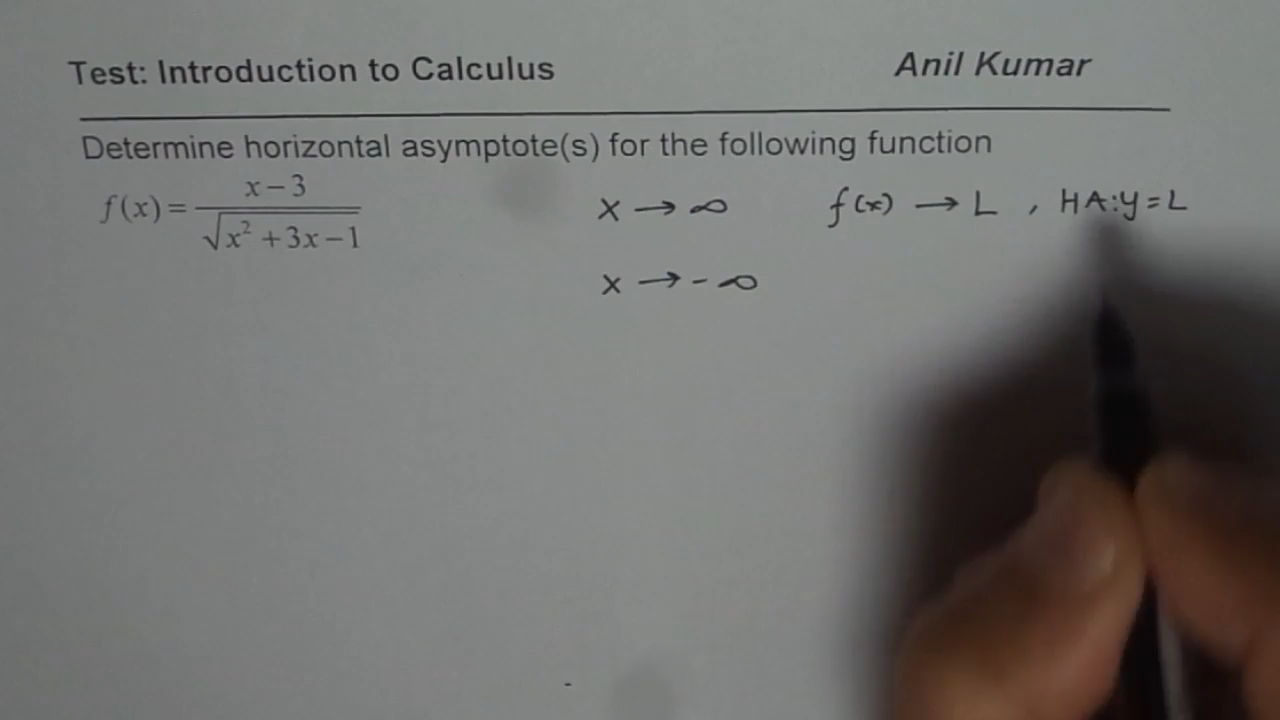 Test: Introduction to Calculus Anil Kumar
Determine horizontal asymptote(s) for the following function
f(x) = (x-3)/√(x²+3x-1) x → ∞ f(x) → L , HA: y = L
x → -∞